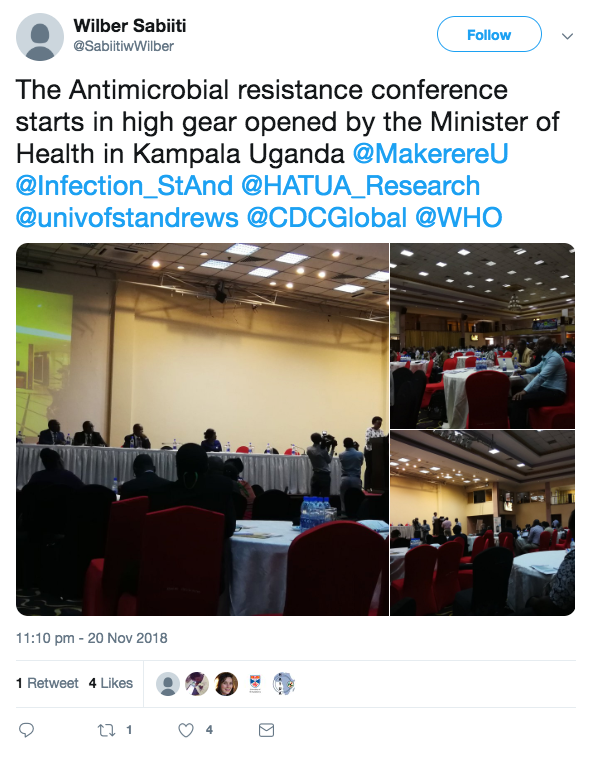 Wilber Sabiiti
@SabiitiwWilber
Follow
The Antimicrobial resistance conference
starts in high gear opened by the Minister of
Health in Kampala Uganda @MakerereU
@Infection_StAnd @HATUA_Research
@univofstandrews @CDCGlobal @WHO
11:10 pm - 20 Nov 2018
1 Retweet 4 Likes
1 4